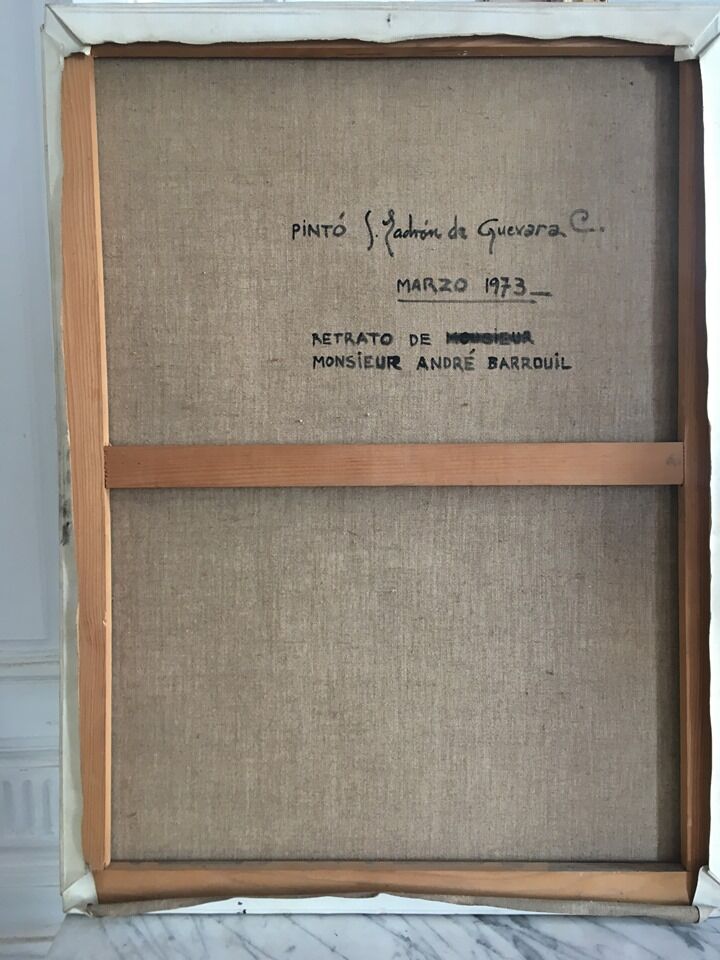 PINTÓ J. Ladrón de Guevara C.
MARZO 1973
RETRATO DE MONSIEUR
MONSIEUR ANDRÉ BARROUIL